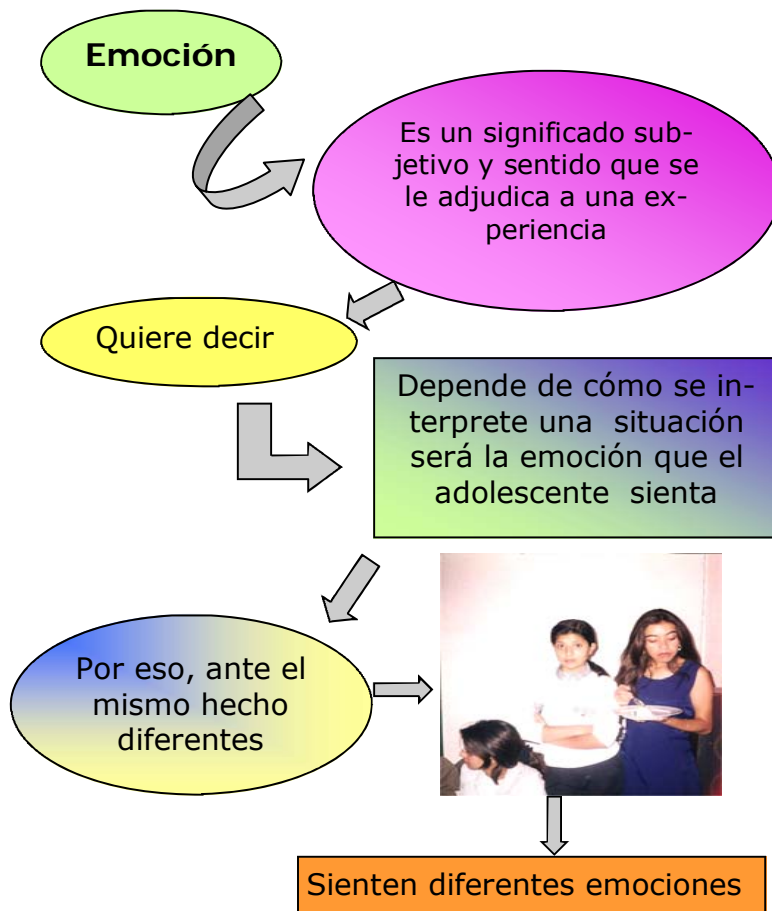 Emoción
Es un significado sub-
jetivo y sentido que se
le adjudica a una ex-
periencia
Quiere decir
Depende de cómo se in-
terprete una situación
será la emoción que el
adolescente sienta
Por eso, ante el
mismo hecho
diferentes
Sienten diferentes emociones